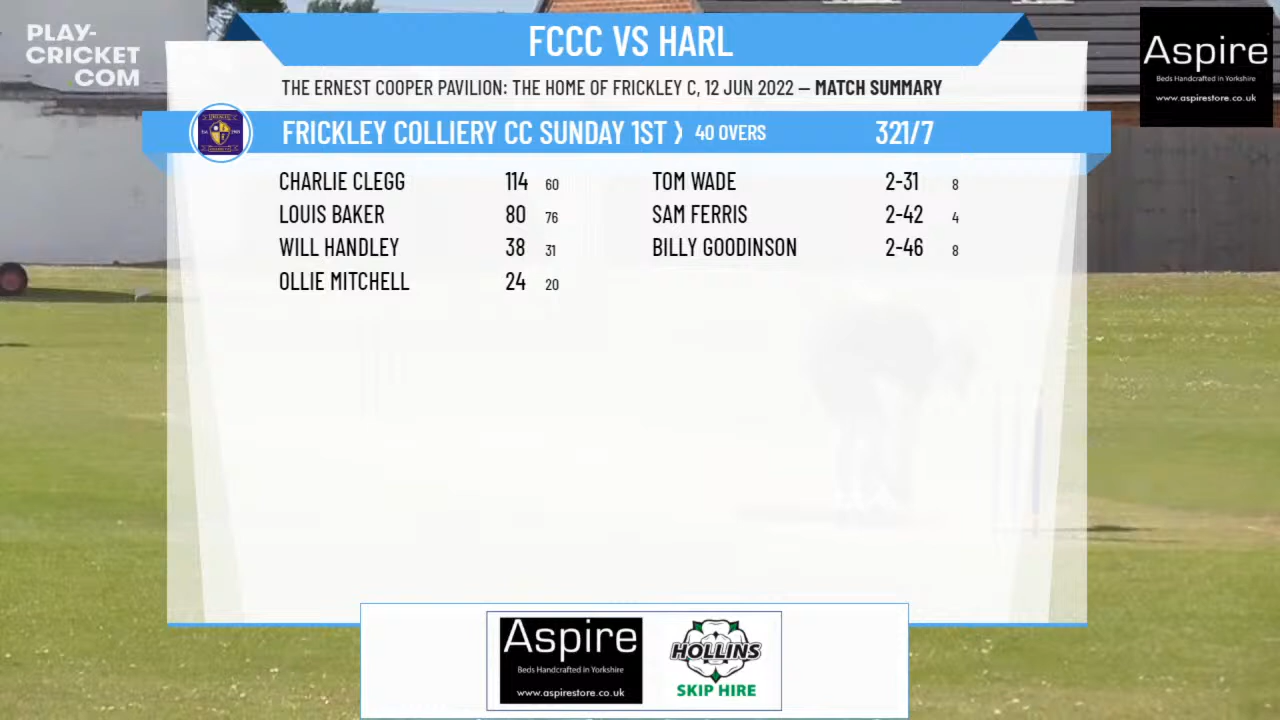 PLAY-
CRICKET
COM
FCCC VS HARL
Aspire
Beds Handcrafted in Yorkshire
www.aspirestore.co.uk
THE ERNEST COOPER PAVILION: THE HOME OF FRICKLEY C, 12 JUN 2022 – MATCH SUMMARY
FRICKLEY COLLIERY CC SUNDAY 1ST 40 OVERS 321/7
CHARLIE CLEGG 114 60 TOM WADE 2-31 8
LOUIS BAKER 80 76 SAM FERRIS 2-42 4
WILL HANDLEY 38 31 BILLY GOODINSON 2-46 8
OLLIE MITCHELL 24 20
Aspire
Beds Handcrafted in Yorkshire
www.aspirestore.co.uk
HOLLINS
SKIP HIRE